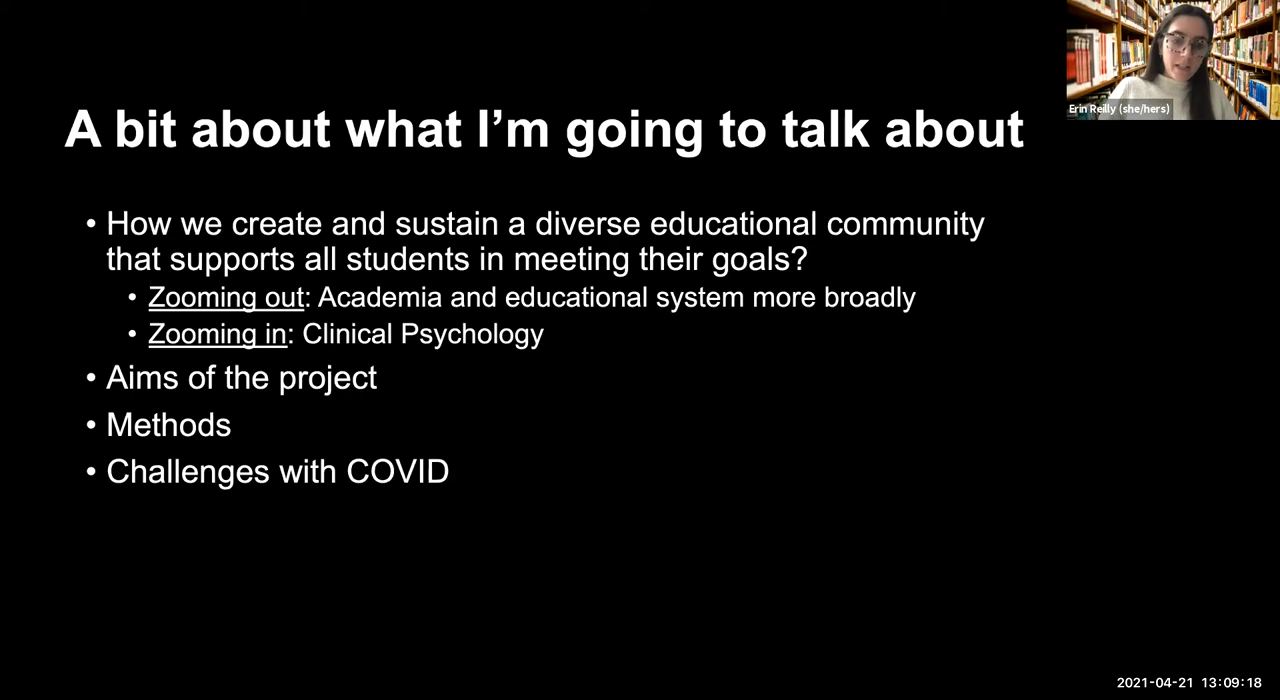 A bit about what I’m going to talk about
Erin Reilly (she/hers)
• How we create and sustain a diverse educational community
that supports all students in meeting their goals?
• Zooming out: Academia and educational system more broadly
• Zooming in: Clinical Psychology
• Aims of the project
• Methods
• Challenges with COVID
2021-04-21 13:09:18